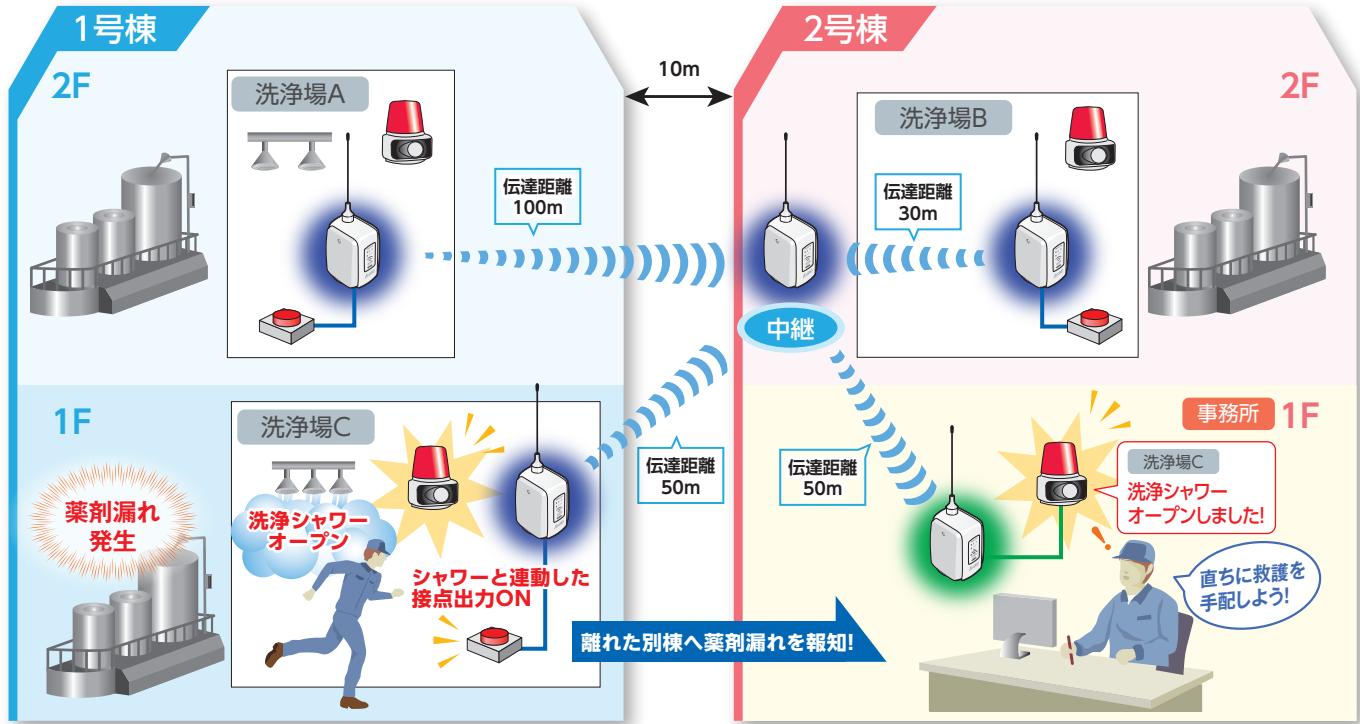 1号棟
2F
洗浄場A
伝達距離
100m
10m
2号棟
2F
洗浄場B
伝達距離
30m
中継
1F
洗浄場C
薬剤漏れ
発生
洗浄シャワー
オープン
シャワーと連動した
接点出力ON
伝達距離
50m
伝達距離
50m
離れた別棟へ薬剤漏れを報知!
事務所
1F
洗浄場C
洗浄シャワー
オープンしました!
直ちに救護を
手配しよう!